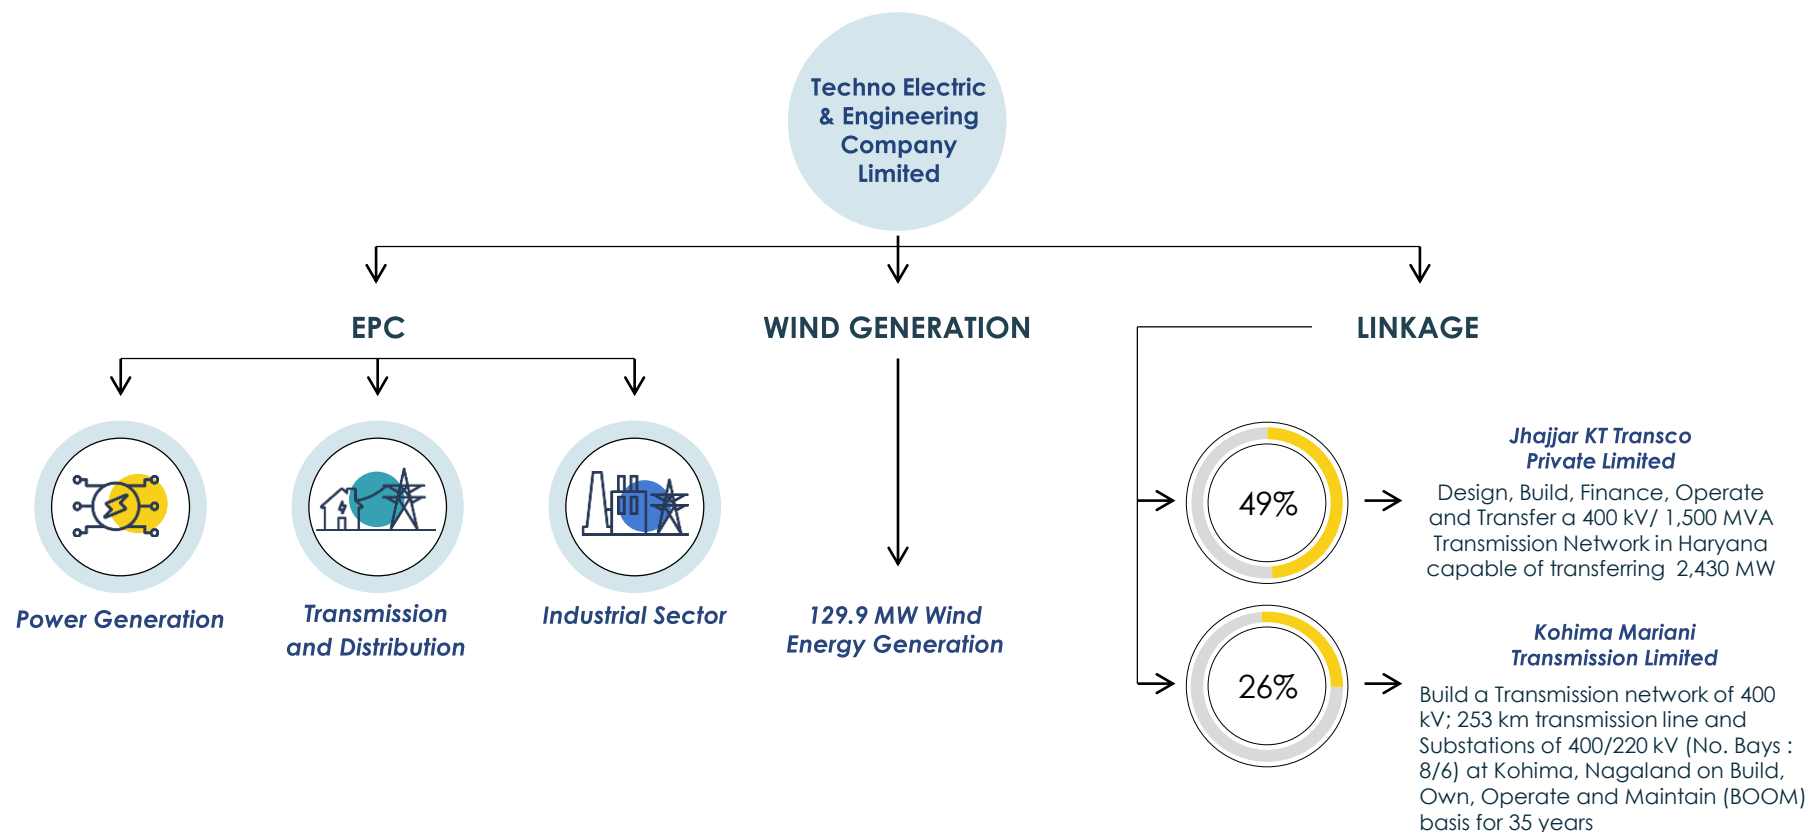 Techno Electric
& Engineering
Company
Limited
EPC
WIND GENERATION
LINKAGE
Power Generation
Transmission
and Distribution
Industrial Sector
129.9 MW Wind
Energy Generation
49%
Jhajjar KT Transco
Private Limited
Design, Build, Finance, Operate
and Transfer a 400 kV/ 1,500 MVA
Transmission Network in Haryana
capable of transferring 2,430 MW
26%
Kohima Mariani
Transmission Limited
Build a Transmission network of 400
kV; 253 km transmission line and
Substations of 400/220 kV (No. Bays :
8/6) at Kohima, Nagaland on Build,
Own, Operate and Maintain (BOOM)
basis for 35 years